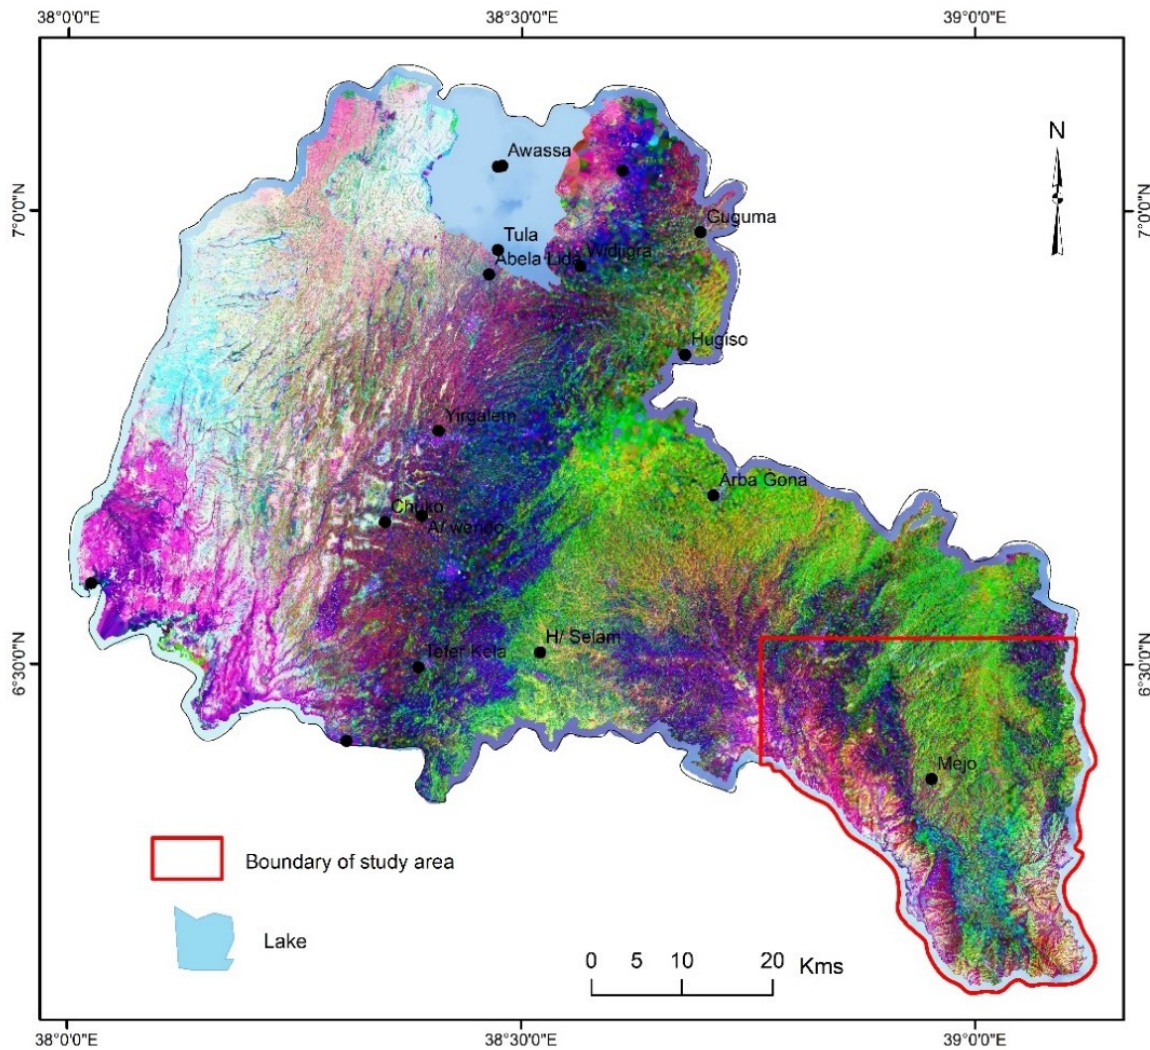 38°0'0"E
38°30'0"E
39°0'0"E
N
Awassa
7°0'0"N
7°0'0"N
Guguma
Tula
Widjigra
Abela Lida
Hugiso
Yirgalem
Arba Gona
Chuko
A/ wendo
H/ Selam
Tefer Kela
6°30'0"N
6°30'0"N
Mejo
Boundary of study area
Lake
0 5 10 20 Kms
38°0'0"E
38°30'0"E
39°0'0"E